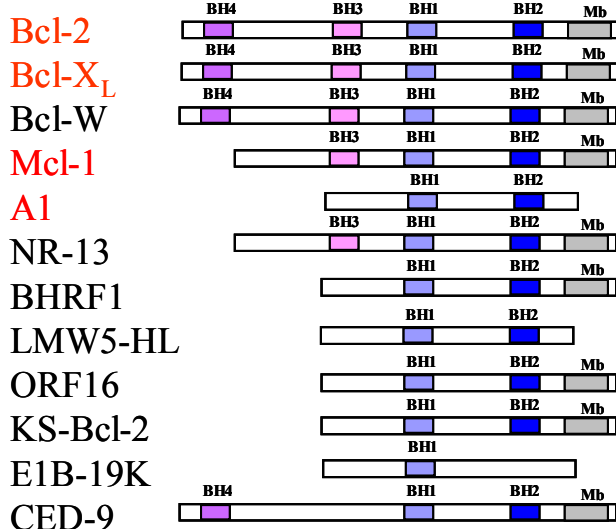 BH4 BH3 BH1 BH2 Mb
Bcl-2
BH4 BH3 BH1 BH2 Mb
Bcl-XL
BH4 BH3 BH1 BH2 Mb
Bcl-W
BH3 BH1 BH2 Mb
Mcl-1
BH1 BH2
A1
BH3 BH1 BH2 Mb
NR-13
BH1 BH2 Mb
BHRF1
BH1 BH2
LMW5-HL
BH1 BH2 Mb
ORF16
BH1 BH2 Mb
KS-Bcl-2
BH1
E1B-19K
BH4 BH1 BH2 Mb
CED-9